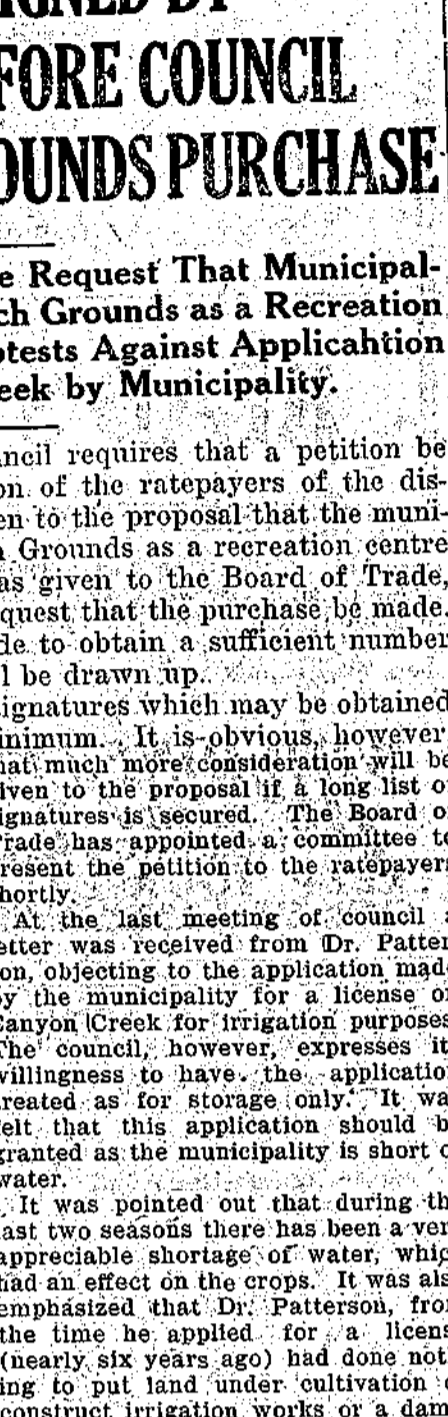 IGNED BY
FORE COUNCIL
OUNDS PURCHASE
e Request That Municipal-
ch Grounds as a Recreation
otests Against Applicahtion
eek by Municipality.
ncil requires that a petition be
on of the ratepayers of the dis-
en to the proposal that the muni-
n Grounds as a recreation centre
as given to the Board of Trade,
quest that the purchase be made.
de to obtain a sufficient number
l be drawn up.
ignatures which may be obtained
inimum. It is obvious, however
hat much more consideration will be
iven to the proposal if a long list o
ignatures is secured. The Board o
Trade has appointed a committee to
resent the petition to the ratepayers
hortly.
At the last meeting of council a
etter was received from Dr. Patter
on, objecting to the application mad
by the municipality for a license o
Canyon Creek for irrigation purposes
The council, however, expresses it
willingness to have the applicatio
treated as for storage only. It wa
felt that this application should b
granted as the municipality is short o
water.
It was pointed out that during th
last two seasons there has been a ver
appreciable shortage of water, whic
had an effect on the crops. It was als
emphasized that Dr. Patterson, fro
the time he applied for a licens
(nearly six years ago) had done not
ing to put land under cultivation o
construct irrigation works or a dam